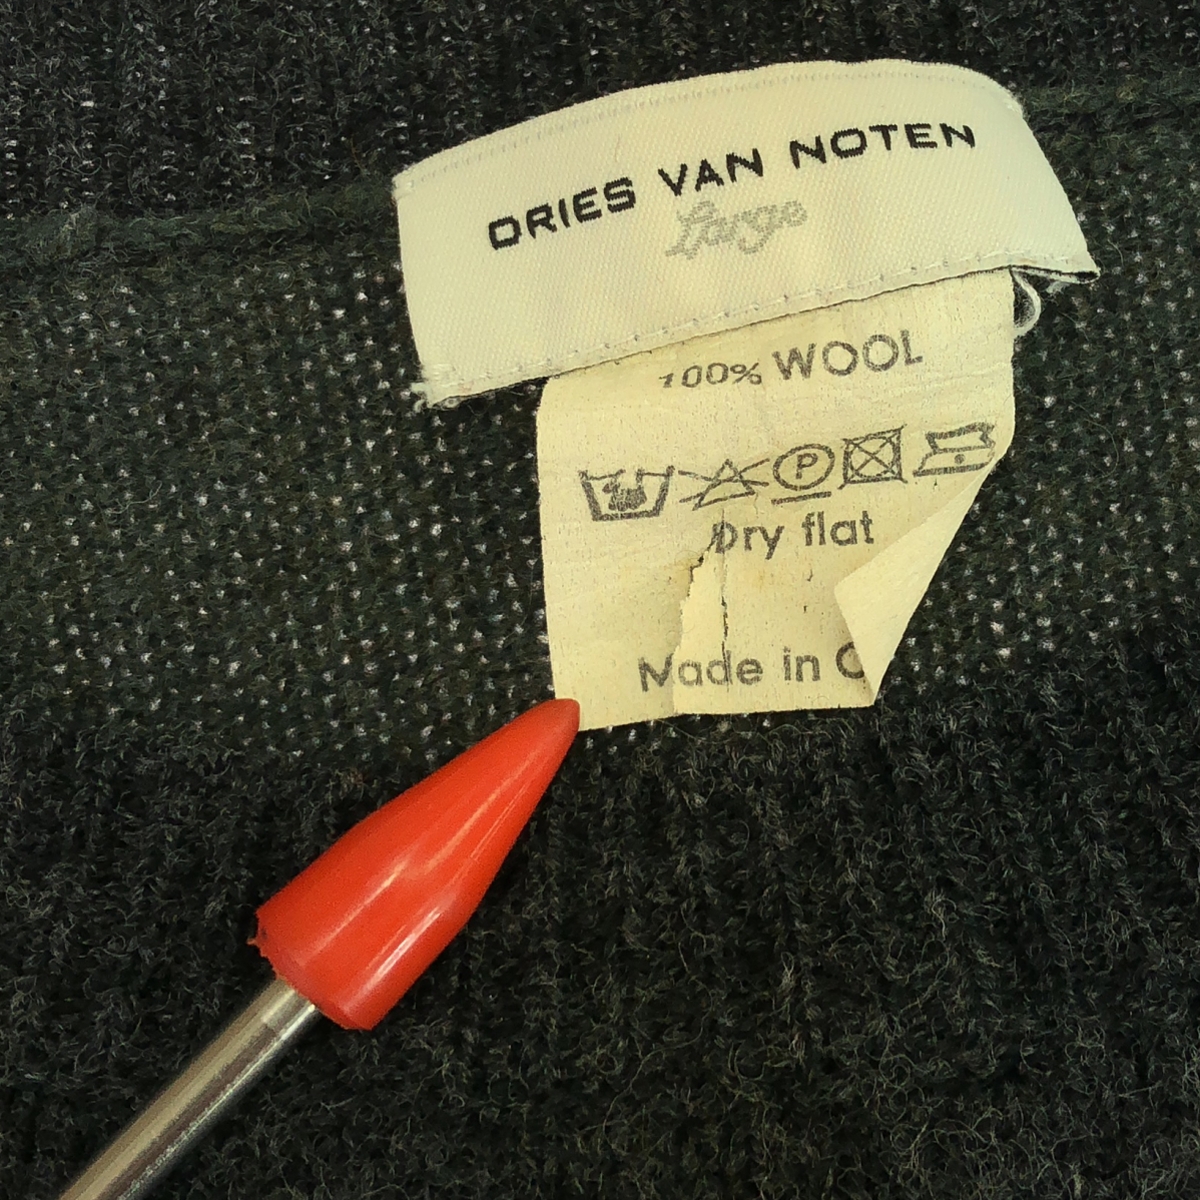 DRIES VAN NOTEN
Large
100% WOOL
P
Dry flat
Made in